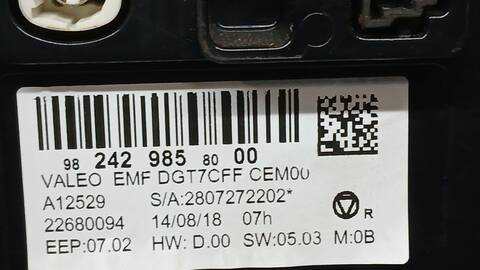 98 242 985 80 00
VALEO EMF DGT7CFF CEM00
A12529 S/A:2807272202*
22680094 14/08/18 07h
R
EEP:07.02 HW: D.00 SW:05.03 M:0B